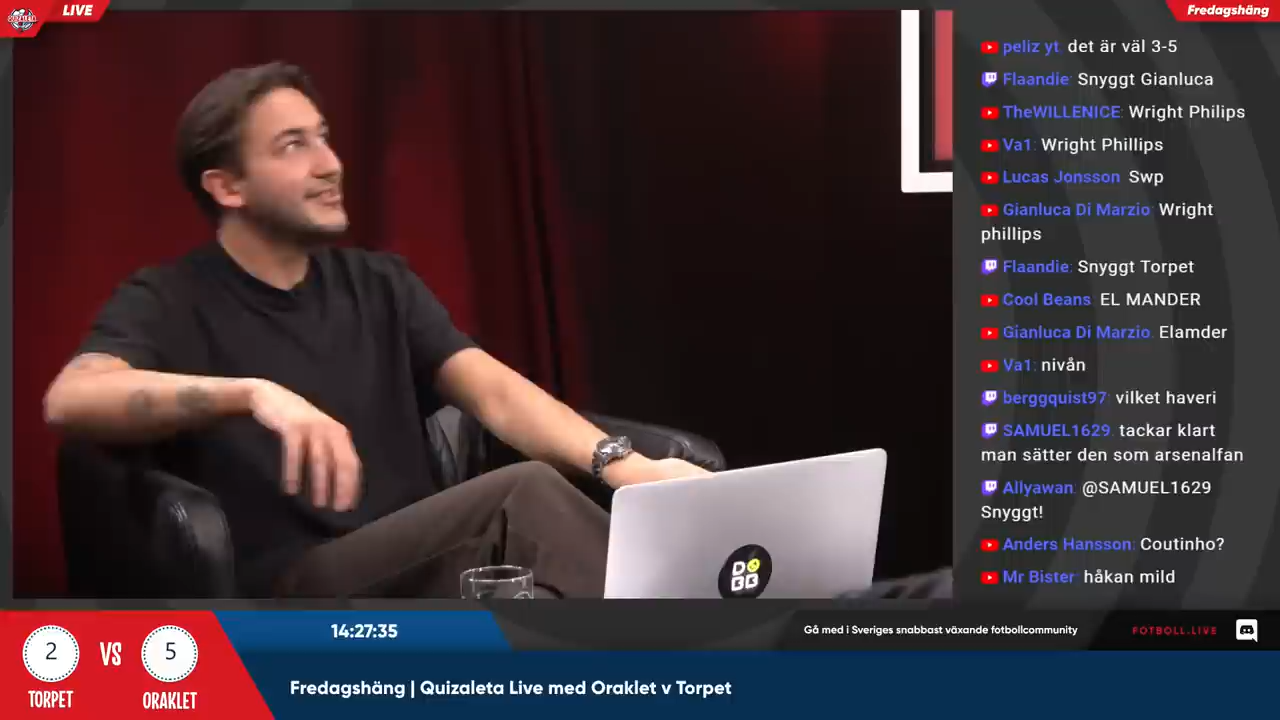 QUIZALETA
LIVE
Fredagshäng
peliz yt: det är väl 3-5
Flaandie: Snyggt Gianluca
TheWILLENICE: Wright Philips
Va1: Wright Phillips
Lucas Jonsson: Swp
Gianluca Di Marzio: Wright
phillips
Flaandie: Snyggt Torpet
Cool Beans: EL MANDER
Gianluca Di Marzio: Elamder
Va1: nivån
berggquist97: vilket haveri
SAMUEL1629: tackar klart
man sätter den som arsenalfan
Allyawan: @SAMUEL1629
Snyggt!
Anders Hansson: Coutinho?
Mr Bister: håkan mild
2
VS
5
TORPET
ORAKLET
14:27:35
Gå med i Sveriges snabbast växande fotbollcommunity
FOTBOLL.LIVE
Fredagshäng | Quizaleta Live med Oraklet v Torpet